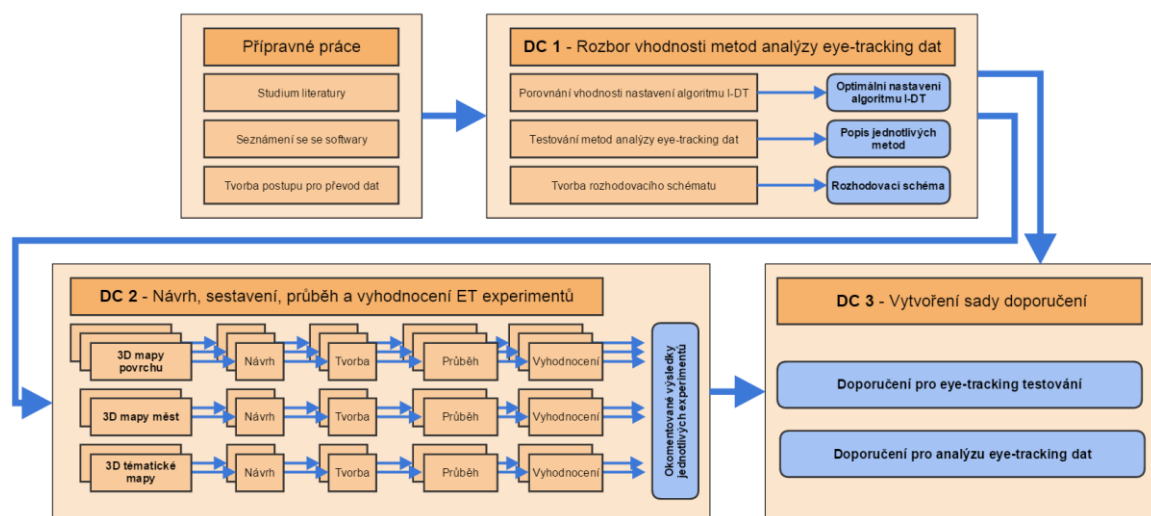 Přípravné práce
Studium literatury
Seznámení se se softwary
Tvorba postupu pro převod dat
DC 1 - Rozbor vhodnosti metod analýzy eye-tracking dat
Porovnání vhodnosti nastavení algoritmu I-DT
Optimální nastavení
algoritmu I-DT
Testování metod analýzy eye-tracking dat
Popis jednotlivých
metod
Tvorba rozhodovacího schématu
Rozhodovací schéma
DC 2 - Návrh, sestavení, průběh a vyhodnocení ET experimentů
3D mapy
povrchu
Návrh
Tvorba
Průběh
Vyhodnocení
3D mapy měst
Návrh
Tvorba
Průběh
Vyhodnocení
3D tématické
mapy
Návrh
Tvorba
Průběh
Vyhodnocení
Okomentované výsledky
jednotlivých experimentů
DC 3 - Vytvoření sady doporučení
Doporučení pro eye-tracking testování
Doporučení pro analýzu eye-tracking dat